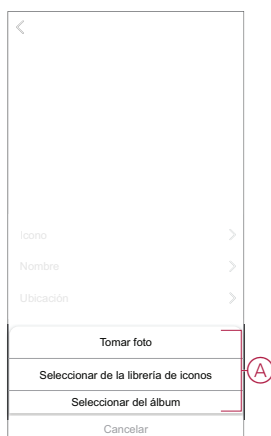 Icono
Nombre
Ubicación
Tomar foto
Seleccionar de la librería de iconos
A
Seleccionar del álbum
Cancelar